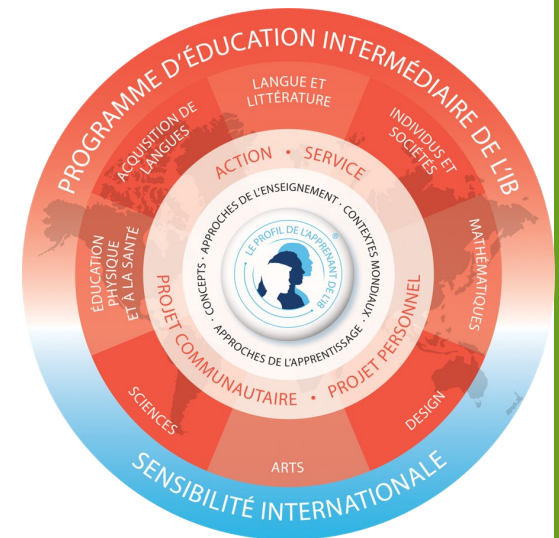 PROGRAMME D'ÉDUCATION INTERMÉDIAIRE DE L'IB
LANGUE ET
LITTÉRATURE
INDIVIDUS ET
SOCIÉTÉS
MATHÉMATIQUES
DESIGN
ARTS
SCIENCES
ÉDUCATION
PHYSIQUE
ET À LA SANTÉ
ACQUISITION DE
LANGUES
ACTION • SERVICE
PROJET COMMUNAUTAIRE • PROJET PERSONNEL
APPROCHES DE L'ENSEIGNEMENT · CONTEXTES MONDIAUX ·
APPROCHES DE L'APPRENTISSAGE · CONCEPTS ·
LE PROFIL DE L'APPRENANT DE L'IB
®
SENSIBILITÉ INTERNATIONALE